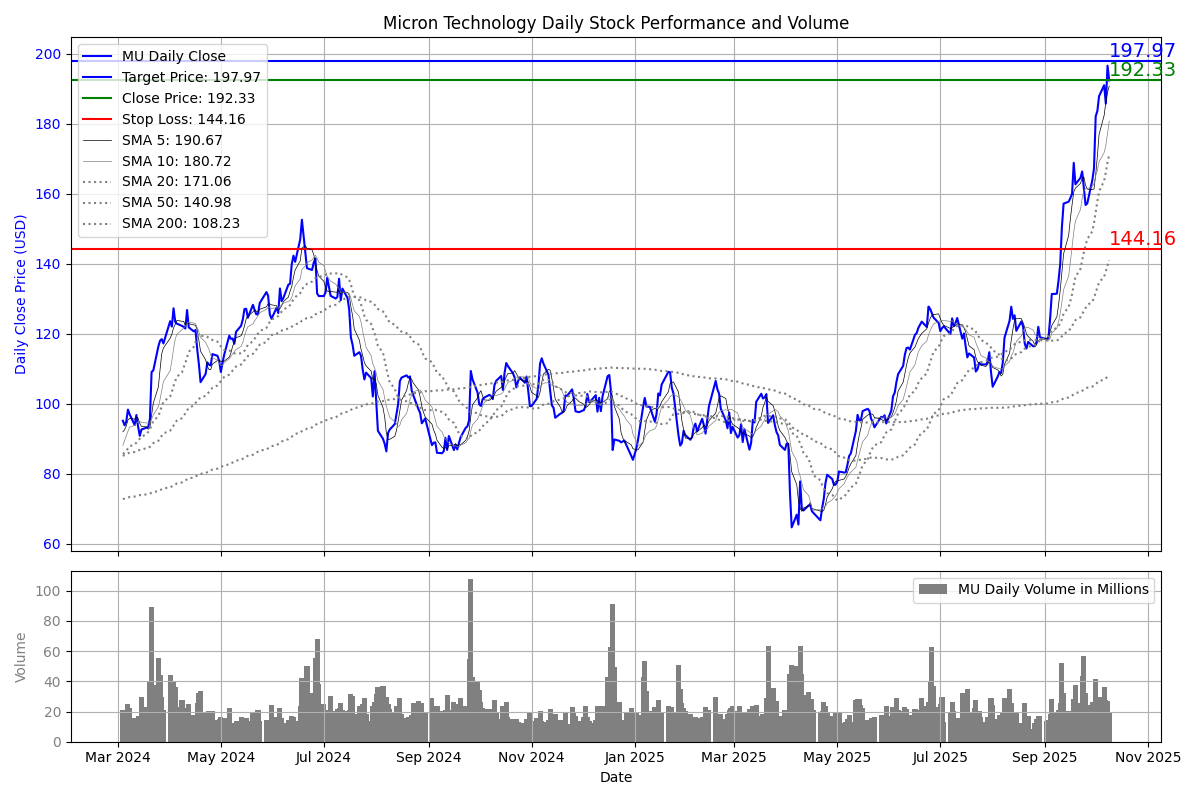 Micron Technology Daily Stock Performance and Volume
200
180
160
140
120
100
80
60
Daily Close Price (USD)
MU Daily Close
Target Price: 197.97
Close Price: 192.33
Stop Loss: 144.16
SMA 5: 190.67
SMA 10: 180.72
SMA 20: 171.06
SMA 50: 140.98
SMA 200: 108.23
197.97
192.33
144.16
100
80
60
40
20
0
Volume
MU Daily Volume in Millions
Mar 2024 May 2024 Jul 2024 Sep 2024 Nov 2024 Jan 2025 Mar 2025 May 2025 Jul 2025 Sep 2025 Nov 2025
Date